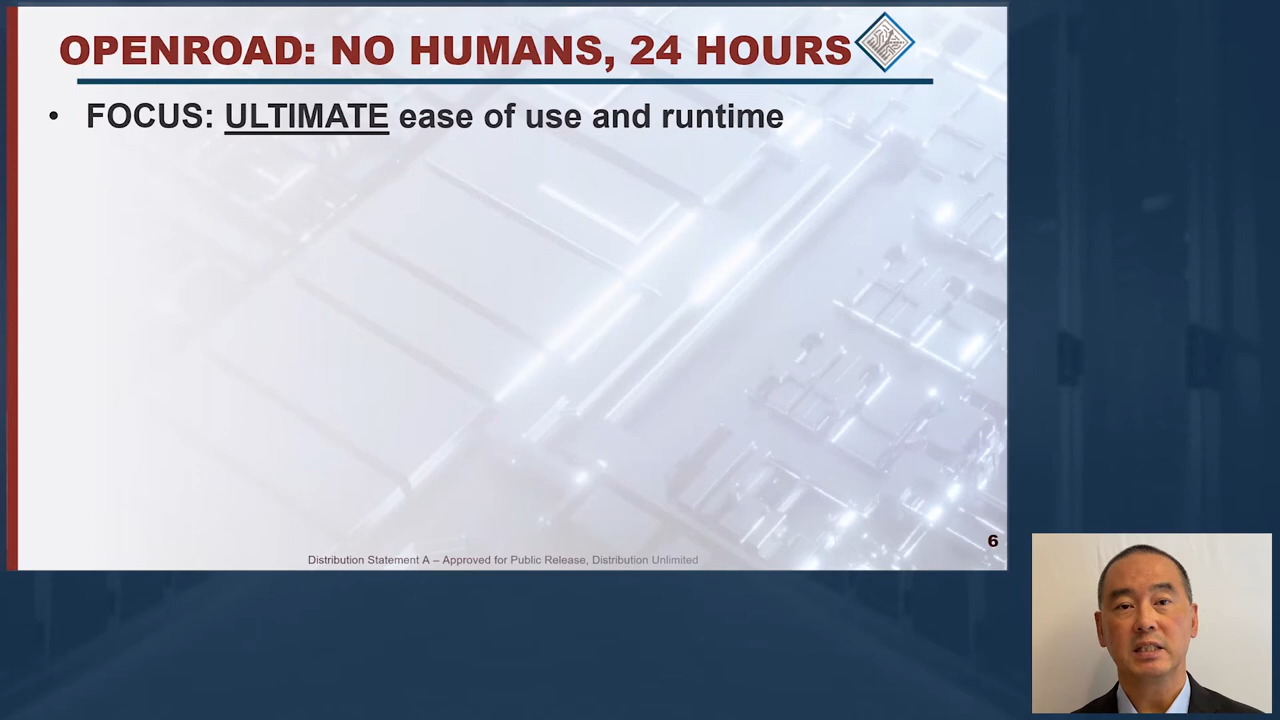 OPENROAD: NO HUMANS, 24 HOURS
• FOCUS: ULTIMATE ease of use and runtime
6
Distribution Statement A – Approved for Public Release, Distribution Unlimited